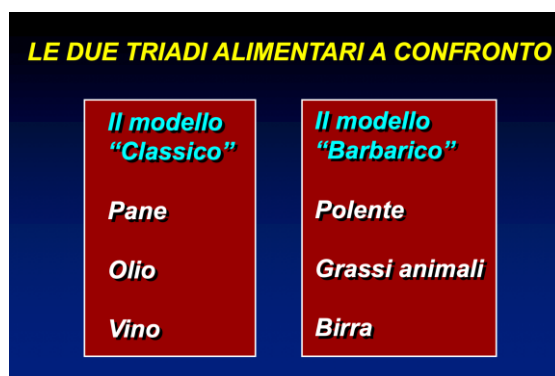 LE DUE TRIADI ALIMENTARI A CONFRONTO
Il modello
“Classico”
Pane
Olio
Vino
Il modello
“Barbarico”
Polente
Grassi animali
Birra